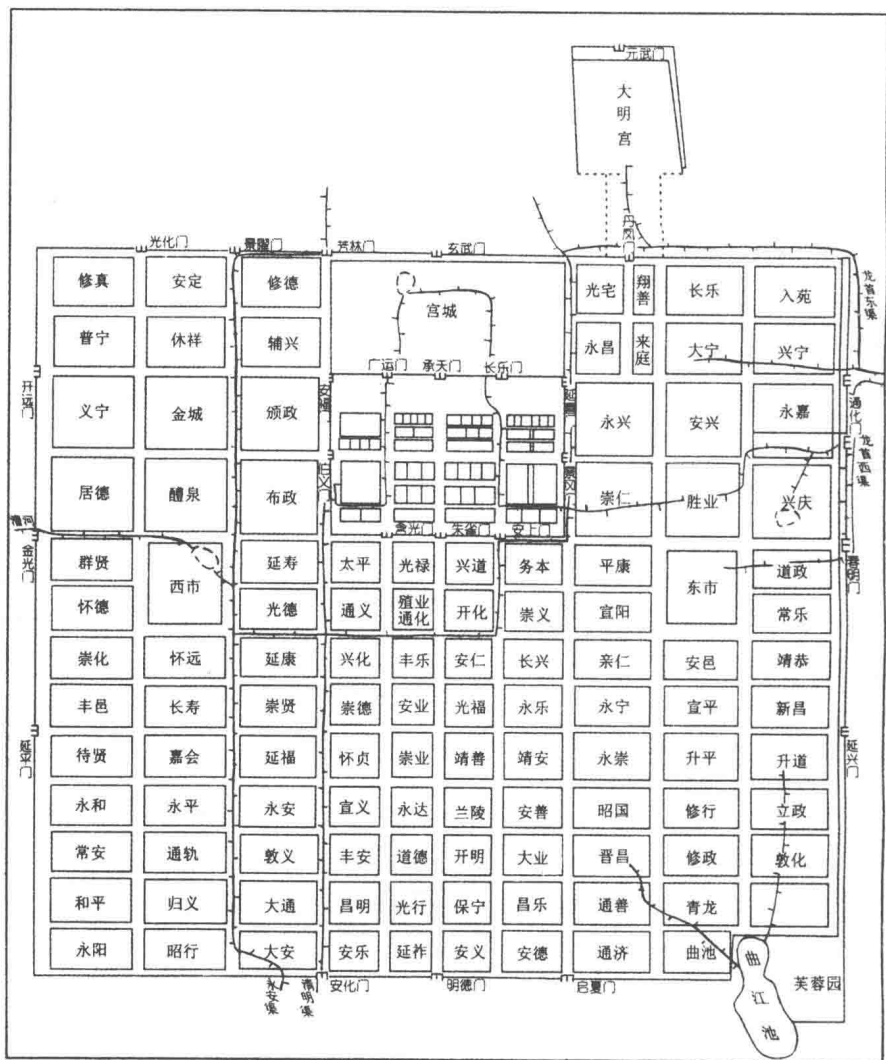 元武门
大明宫
丹凤门
光化门 景曜门 芳林门 玄武门
修真 安定 修德 宫城 光宅 翔善 长乐 入苑
龙首东渠
普宁 休祥 辅兴 永昌 来庭 大宁 兴宁
广运门 承天门 长乐门
开远门 安福 延喜 通化门
义宁 金城 颁政 永兴 安兴 永嘉
龙首西渠
居德 醴泉 布政 崇仁 胜业 兴庆
景风
漕河
含光门 朱雀门 安上门
金光门 春明门
群贤 西市 延寿 太平 光禄 兴道 务本 平康 东市 道政
怀德 光德 通义 殖业 开化 崇义 宣阳 常乐
通化
崇化 怀远 延康 兴化 丰乐 安仁 长兴 亲仁 安邑 靖恭
丰邑 长寿 崇贤 崇德 安业 光福 永乐 永宁 宣平 新昌
延平门 延兴门
待贤 嘉会 延福 怀贞 崇业 靖善 靖安 永崇 升平 升道
永和 永平 永安 宣义 永达 兰陵 安善 昭国 修行 立政
常安 通轨 敦义 丰安 道德 开明 大业 晋昌 修政 敦化
和平 归义 大通 昌明 光行 保宁 昌乐 通善 青龙
永阳 昭行 大安 安乐 延祚 安义 安德 通济 曲池
曲江池
芙蓉园
永安渠 清明渠 安化门 明德门 启夏门